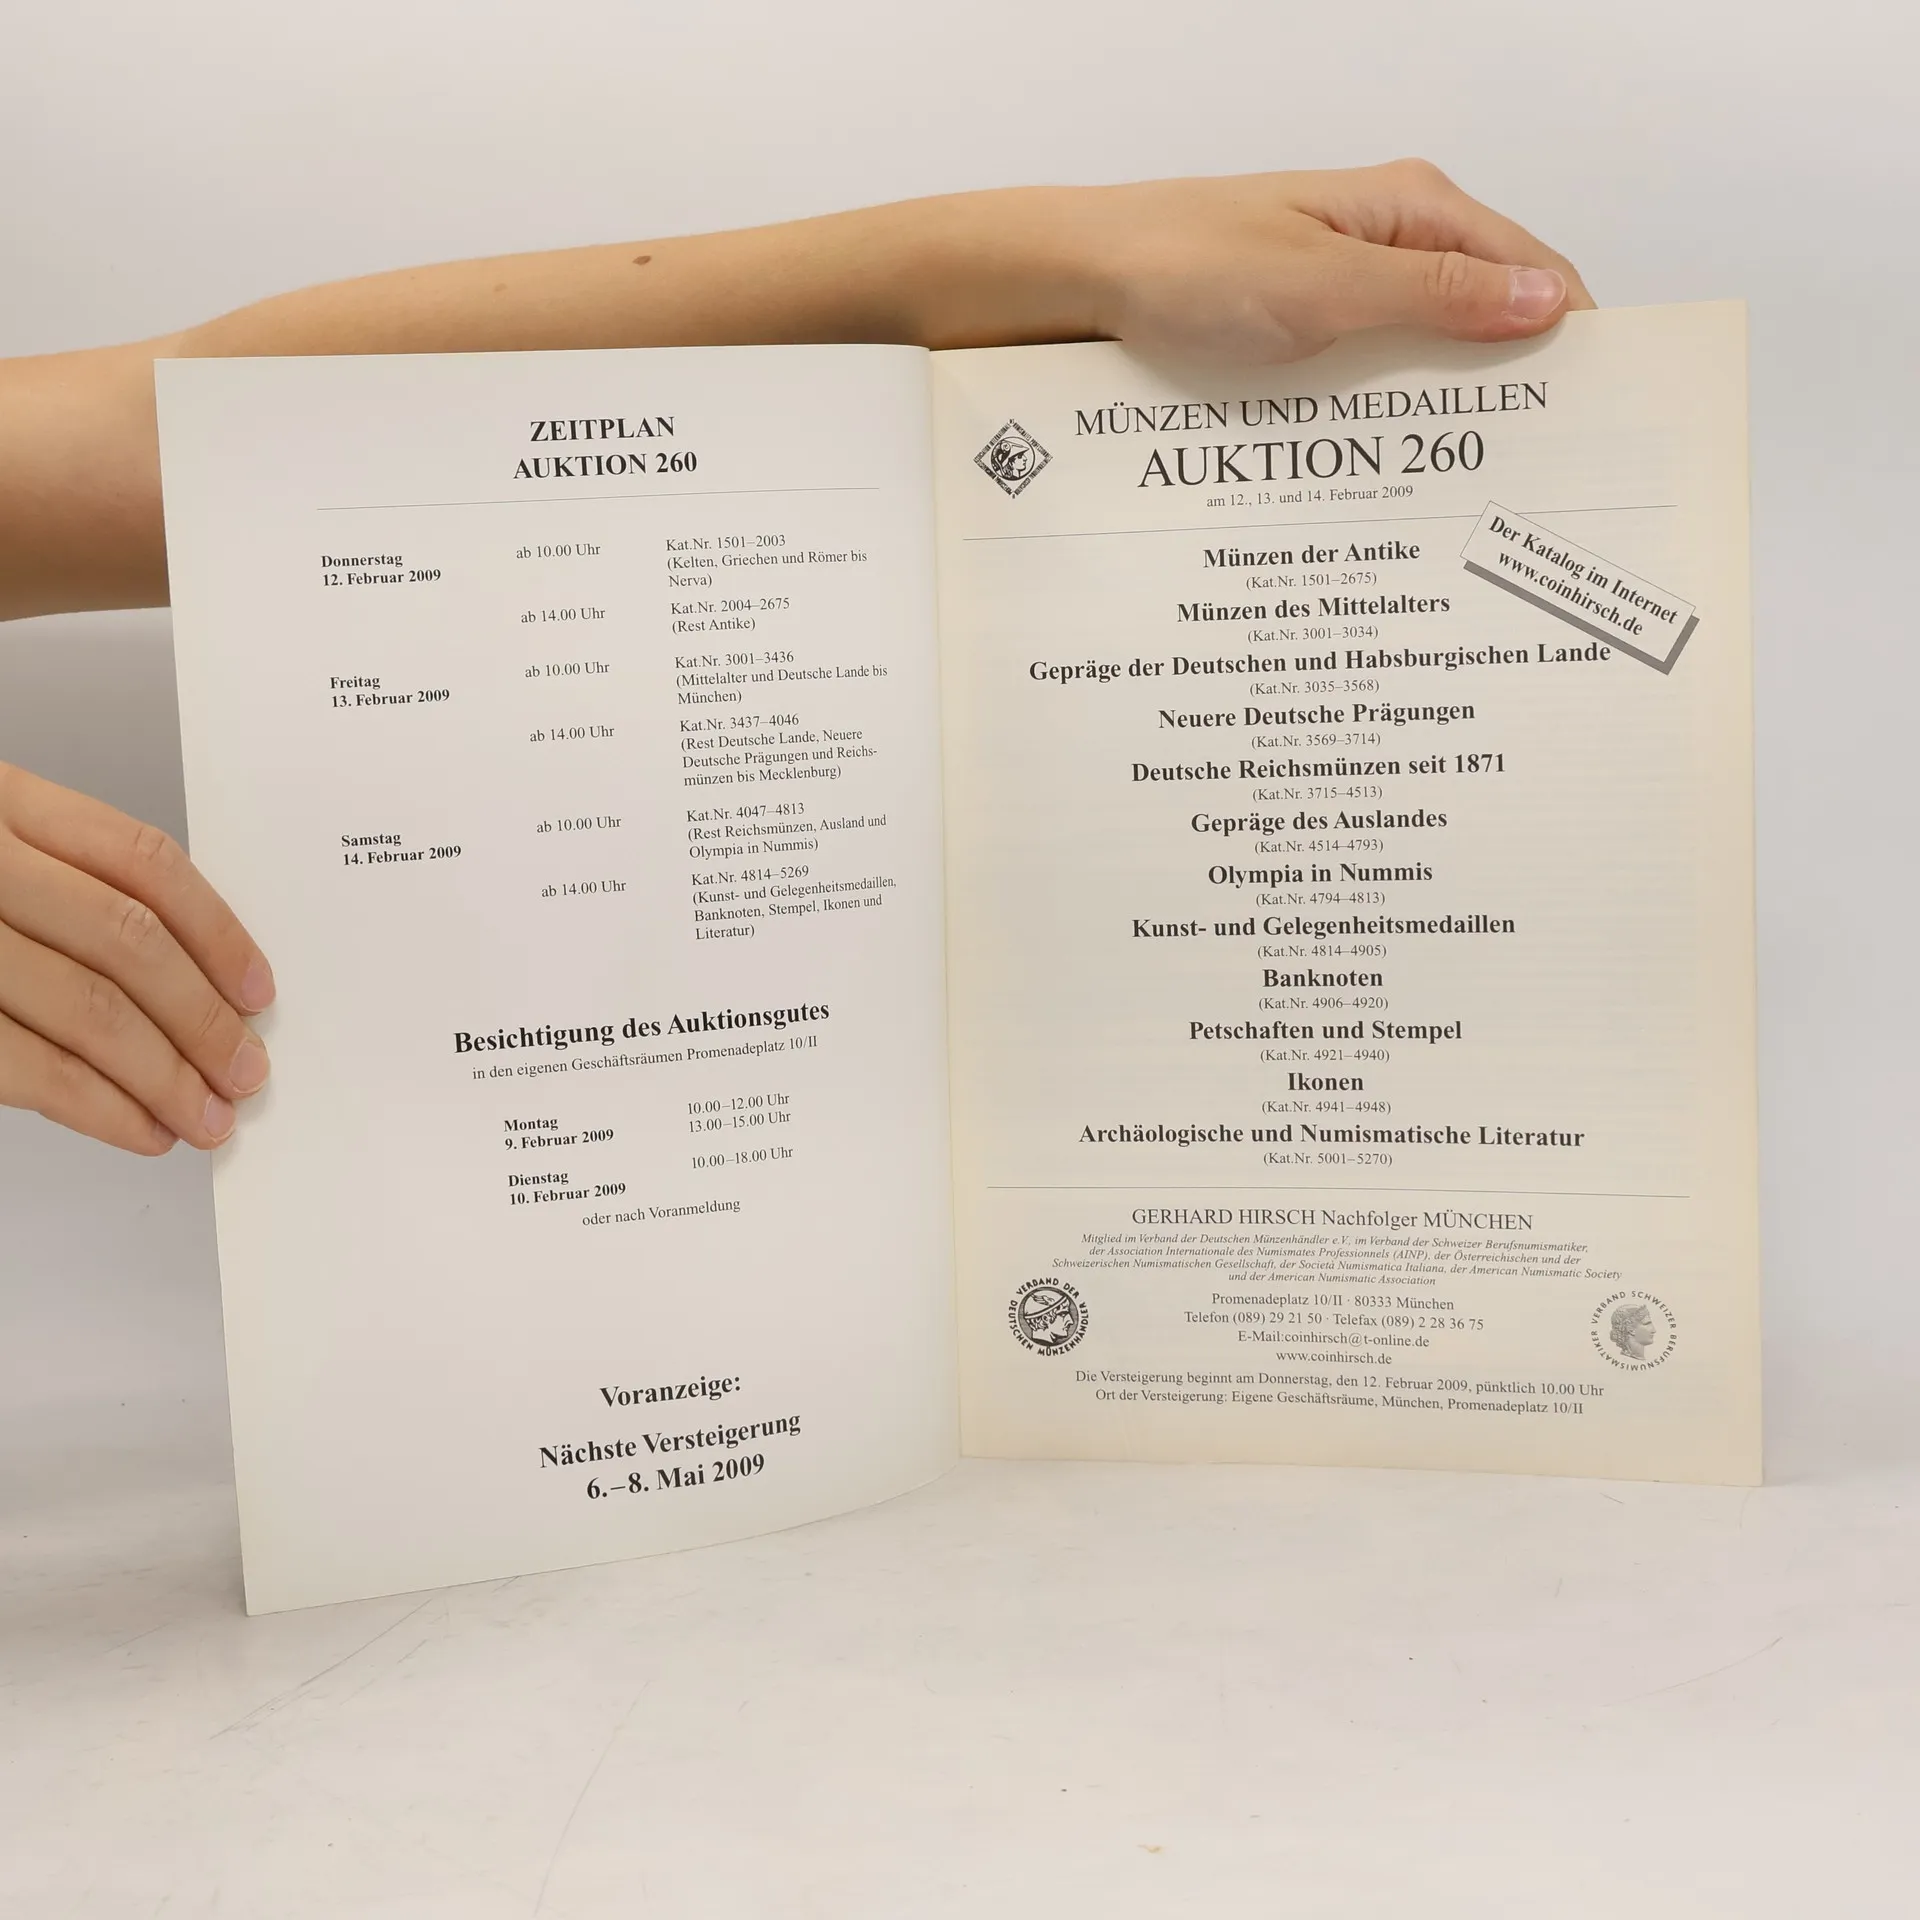 ZEITPLAN
AUKTION 260
Donnerstag
12. Februar 2009
ab 10.00 Uhr
Kat.Nr. 1501–2003
(Kelten, Griechen und Römer bis
Nerva)
ab 14.00 Uhr
Kat.Nr. 2004–2675
(Rest Antike)
Freitag
13. Februar 2009
ab 10.00 Uhr
Kat.Nr. 3001–3436
(Mittelalter und Deutsche Lande bis
München)
ab 14.00 Uhr
Kat.Nr. 3437–4046
(Rest Deutsche Lande, Neuere
Deutsche Prägungen und Reichs-
münzen bis Mecklenburg)
Samstag
14. Februar 2009
ab 10.00 Uhr
Kat.Nr. 4047–4813
(Rest Reichsmünzen, Ausland und
Olympia in Nummis)
ab 14.00 Uhr
Kat.Nr. 4814–5269
(Kunst- und Gelegenheitsmedaillen,
Banknoten, Stempel, Ikonen und
Literatur)
Besichtigung des Auktionsgutes
in den eigenen Geschäftsräumen Promenadeplatz 10/II
Montag
9. Februar 2009
10.00–12.00 Uhr
13.00–15.00 Uhr
Dienstag
10. Februar 2009
10.00–18.00 Uhr
oder nach Voranmeldung
Voranzeige:
Nächste Versteigerung
6.–8. Mai 2009
MÜNZEN UND MEDAILLEN
AUKTION 260
am 12., 13. und 14. Februar 2009
Der Katalog im Internet
www.coinhirsch.de
Münzen der Antike
(Kat.Nr. 1501–2675)
Münzen des Mittelalters
(Kat.Nr. 3001–3034)
Gepräge der Deutschen und Habsburgischen Lande
(Kat.Nr. 3035–3568)
Neuere Deutsche Prägungen
(Kat.Nr. 3569–3714)
Deutsche Reichsmünzen seit 1871
(Kat.Nr. 3715–4513)
Gepräge des Auslandes
(Kat.Nr. 4514–4793)
Olympia in Nummis
(Kat.Nr. 4794–4813)
Kunst- und Gelegenheitsmedaillen
(Kat.Nr. 4814–4905)
Banknoten
(Kat.Nr. 4906–4920)
Petschaften und Stempel
(Kat.Nr. 4921–4940)
Ikonen
(Kat.Nr. 4941–4948)
Archäologische und Numismatische Literatur
(Kat.Nr. 5001–5270)
GERHARD HIRSCH Nachfolger MÜNCHEN
Mitglied im Verband der Deutschen Münzenhändler e.V., im Verband der Schweizer Berufsnumismatiker,
der Association Internationale des Numismates Professionnels (AINP), der Österreichischen und der
Schweizerischen Numismatischen Gesellschaft, der Società Numismatica Italiana, der American Numismatic Society
und der American Numismatic Association
VERBAND DER DEUTSCHEN MÜNZENHÄNDLER
VERBAND SCHWEIZER BERUFSNUMISMATIKER
Promenadeplatz 10/II · 80333 München
Telefon (089) 29 21 50 · Telefax (089) 2 28 36 75
E-Mail:coinhirsch@t-online.de
www.coinhirsch.de
Die Versteigerung beginnt am Donnerstag, den 12. Februar 2009, pünktlich 10.00 Uhr
Ort der Versteigerung: Eigene Geschäftsräume, München, Promenadeplatz 10/II